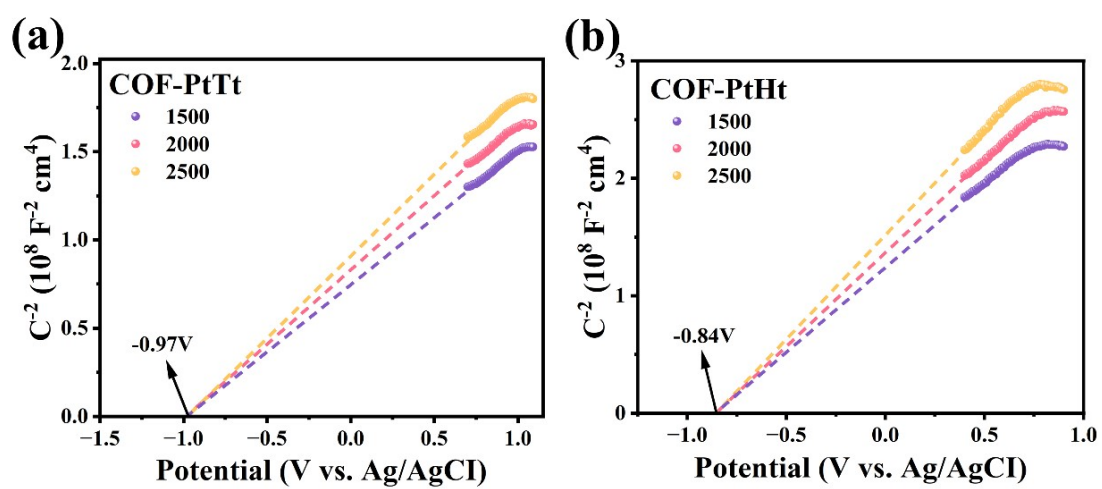 (a)
COF-PtTt
1500
2000
2500
C⁻² (10⁸ F⁻² cm⁴)
2.0
1.5
1.0
0.5
0.0
-0.97V
−1.5 −1.0 −0.5 0.0 0.5 1.0
Potential (V vs. Ag/AgCI)
(b)
COF-PtHt
1500
2000
2500
C⁻² (10⁸ F⁻² cm⁴)
3
2
1
0
-0.84V
−1.0 −0.5 0.0 0.5 1.0
Potential (V vs. Ag/AgCI)